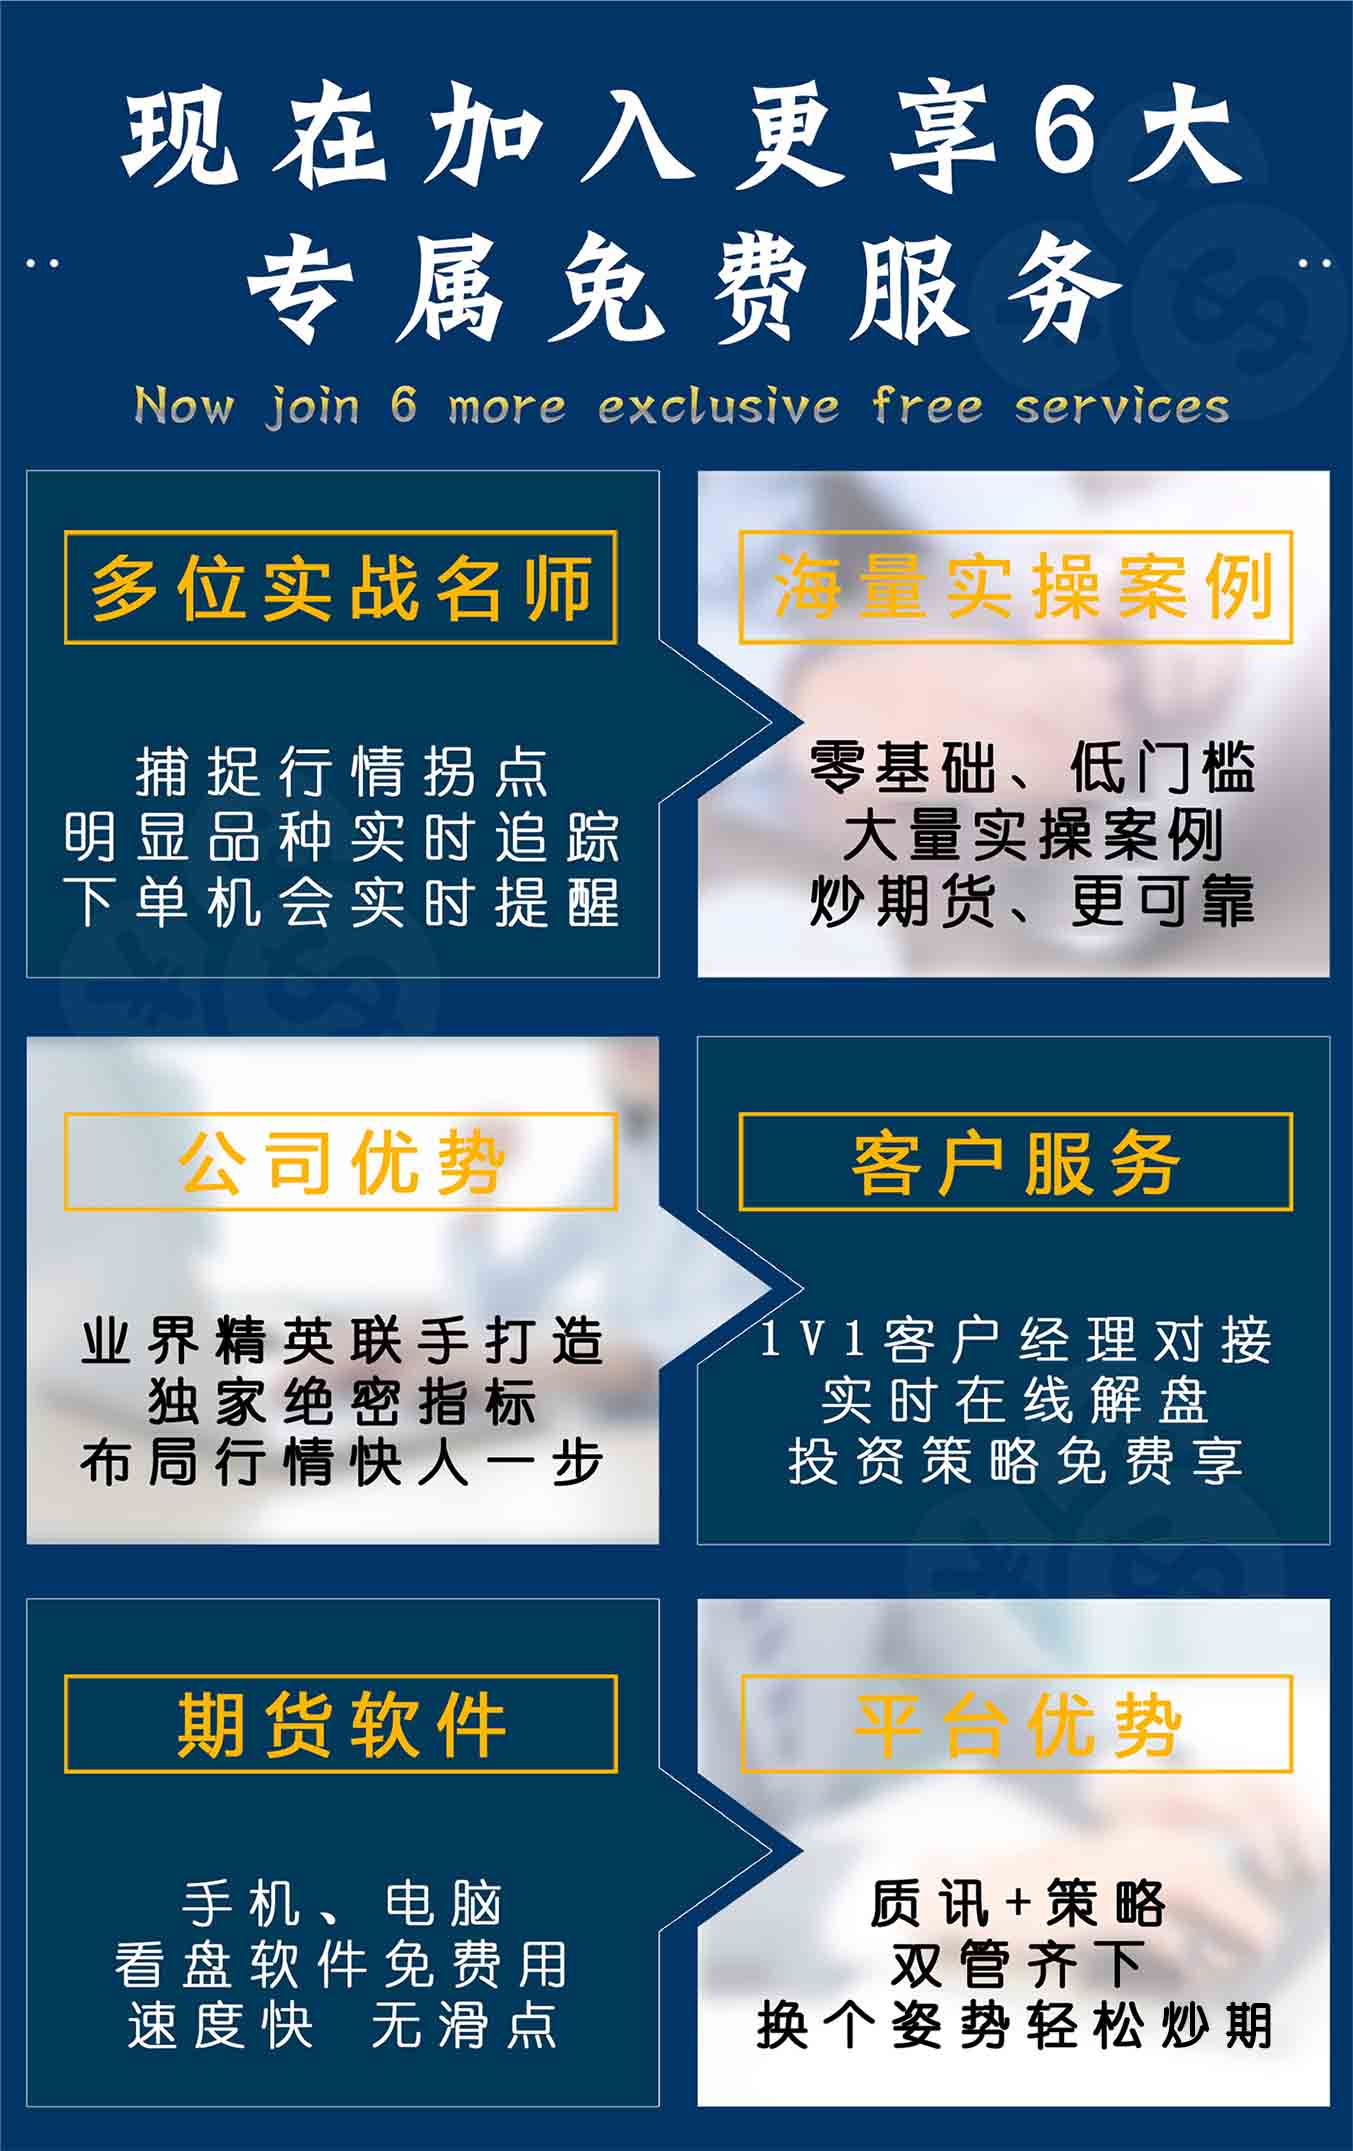 现在加入更享6大
专属免费服务
Now join 6 more exclusive free services
多位实战名师
捕捉行情拐点
明显品种实时追踪
下单机会实时提醒
海量实操案例
零基础、低门槛
大量实操案例
炒期货、更可靠
公司优势
业界精英联手打造
独家绝密指标
布局行情快人一步
客户服务
1V1客户经理对接
实时在线解盘
投资策略免费享
期货软件
手机、电脑
看盘软件免费用
速度快 无滑点
平台优势
质讯+策略
双管齐下
换个姿势轻松炒期